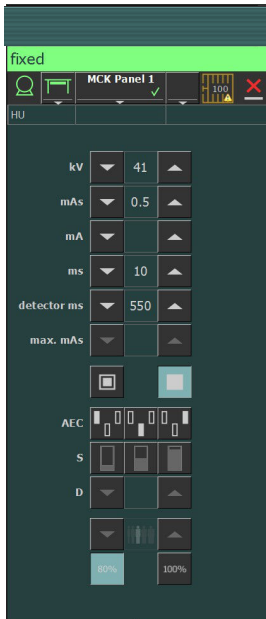 fixed
MCK Panel 1
100
HU
kV 41
mAs 0.5
mA
ms 10
detector ms 550
max. mAs
AEC
S
D
80% 100%